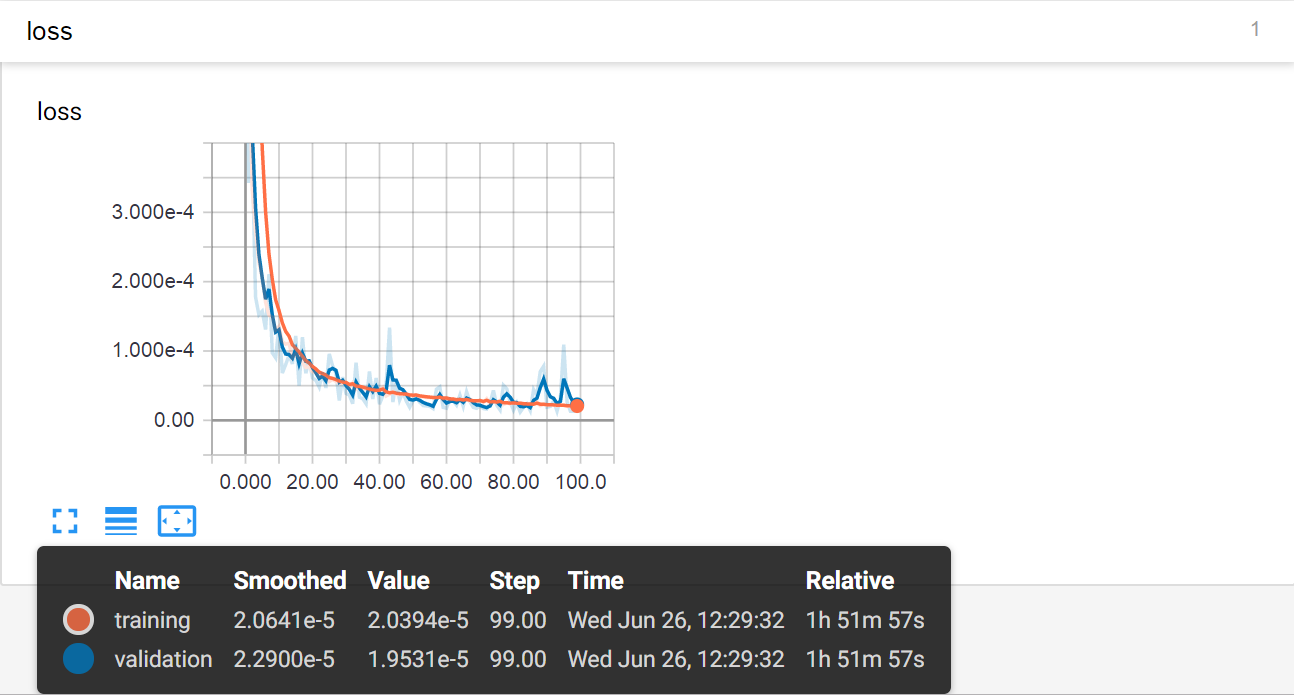 loss 1
loss
3.000e-4
2.000e-4
1.000e-4
0.00
0.000 20.00 40.00 60.00 80.00 100.0
Name Smoothed Value Step Time Relative
training 2.0641e-5 2.0394e-5 99.00 Wed Jun 26, 12:29:32 1h 51m 57s
validation 2.2900e-5 1.9531e-5 99.00 Wed Jun 26, 12:29:32 1h 51m 57s